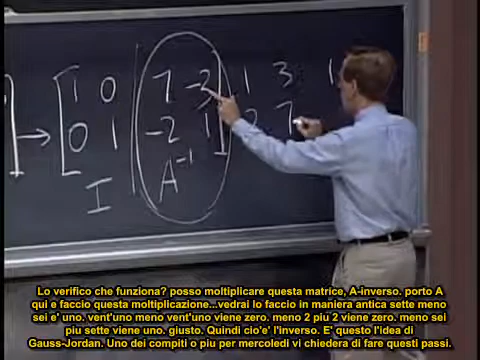 1 0 7 -3 1 3 1
0 1 -2 1 2 7
I A⁻¹
Lo verifico che funziona? posso moltiplicare questa matrice, A-inverso. porto A
qui e faccio questa moltiplicazione...vedrai lo faccio in maniera antica sette meno
sei e' uno. vent'uno meno vent'uno viene zero. meno 2 piú 2 viene zero. meno sei
piu sette viene uno. giusto. Quindi cio'e' l'inverso. E' questo l'idea di
Gauss-Jordan. Uno dei compiti o piu per mercoledi vi chiedera di fare questi passi.